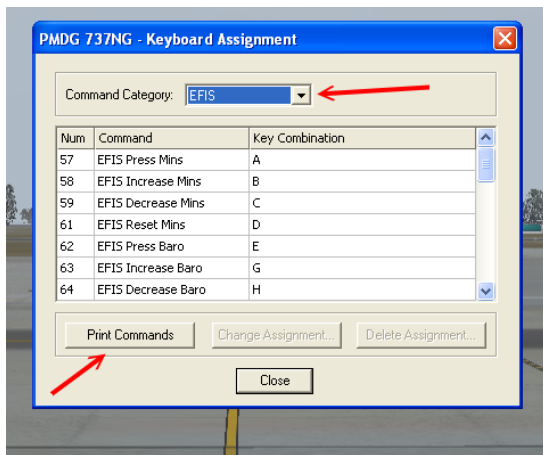 PMDG 737NG - Keyboard Assignment
Command Category: EFIS
Num Command Key Combination
57 EFIS Press Mins A
58 EFIS Increase Mins B
59 EFIS Decrease Mins C
61 EFIS Reset Mins D
62 EFIS Press Baro E
63 EFIS Increase Baro G
64 EFIS Decrease Baro H
Print Commands Change Assignment... Delete Assignment...
Close